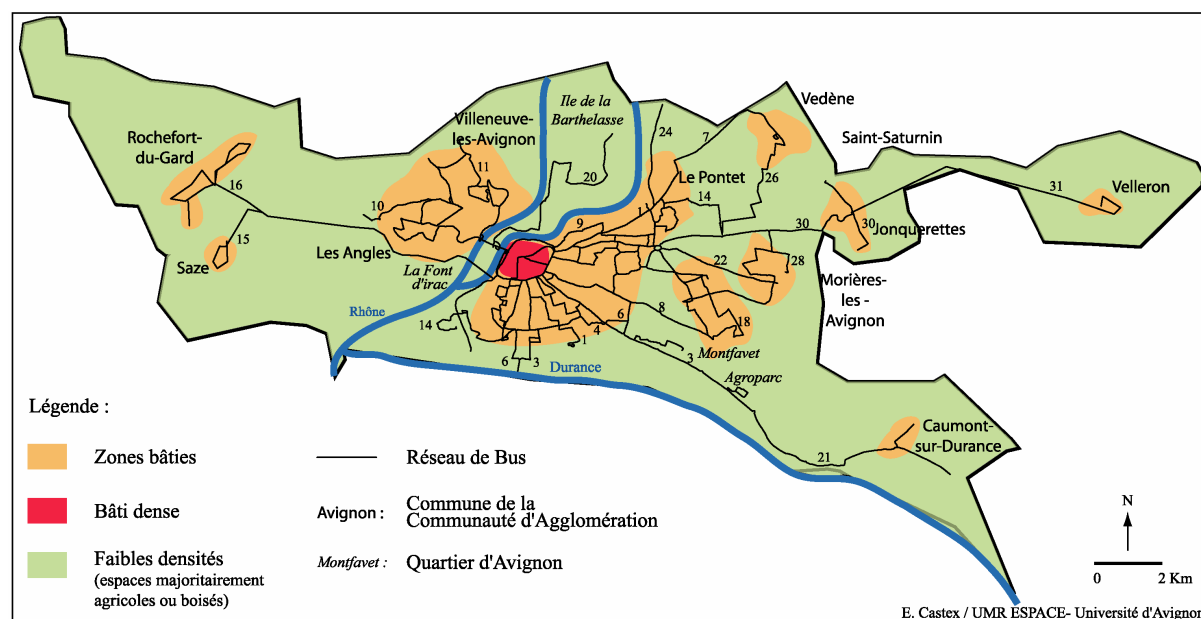 Vedène
Ile de la
Barthelasse
Villeneuve-
les-Avignon
24
7
Saint-Saturnin
Rochefort-
du-Gard
11
16
20
26
Le Pontet
14
31
Velleron
10
1
9
30
30
Jonquerettes
15
Les Angles
Saze
La Font
d'irac
22
28
Morières-
les -
Avignon
Rhône
14
6
8
18
4
1
3
Montfavet
6
3
Durance
Agroparc
Caumont-
sur-Durance
21
Légende :
Zones bâties
Réseau de Bus
Bâti dense
Avignon :
Commune de la
Communauté d'Agglomération
Faibles densités
(espaces majoritairement
agricoles ou boisés)
Montfavet :
Quartier d'Avignon
N
0
2 Km
E. Castex / UMR ESPACE- Université d'Avignon